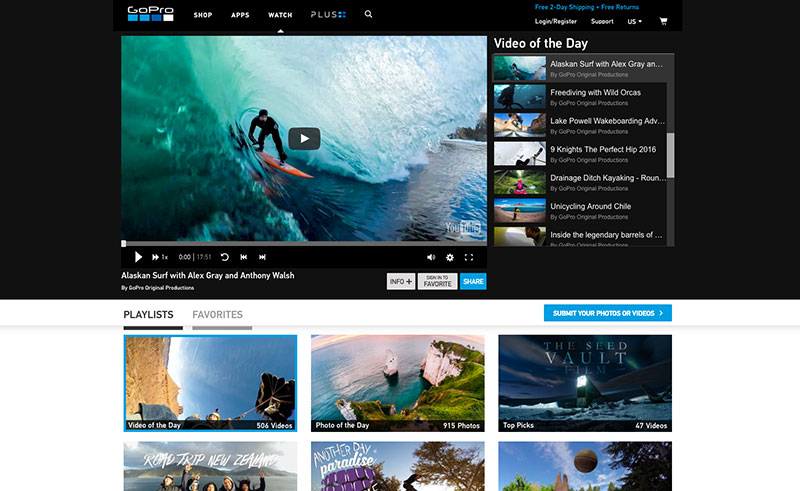 GoPro
SHOP
APPS
WATCH
PLUS
Free 2-Day Shipping + Free Returns
Login/Register
Support
US
Video of the Day
Alaskan Surf with Alex Gray an...
By GoPro Original Productions
Freediving with Wild Orcas
By GoPro Original Productions
Lake Powell Wakeboarding Adv...
By GoPro Original Productions
9 Knights The Perfect Hip 2016
By GoPro Original Productions
Drainage Ditch Kayaking - Roun...
By GoPro Original Productions
Unicycling Around Chile
By GoPro Original Productions
Inside the legendary barrels of ...
By GoPro Original Productions
YouTube
1x
0:00 | 17:51
Alaskan Surf with Alex Gray and Anthony Walsh
By GoPro Original Productions
INFO +
SIGN IN TO
FAVORITE
SHARE
PLAYLISTS
FAVORITES
SUBMIT YOUR PHOTOS OR VIDEOS
Video of the Day
506 Videos
Photo of the Day
915 Photos
THE SEED
VAULT
FILM
Top Picks
47 Videos
ROAD TRIP NEW ZEALAND
ANOTHER DAY
paradise